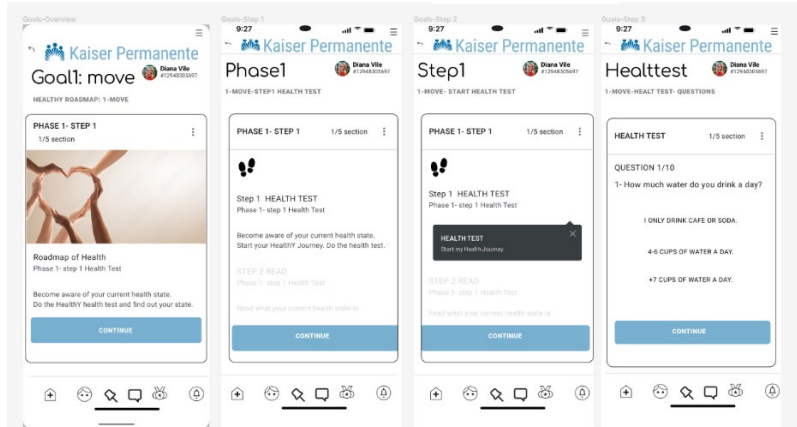 Goals-Overview
Kaiser Permanente
Goal1: move
Diana Vile
#12948305697
HEALTHY ROADMAP: 1-MOVE
PHASE 1- STEP 1
1/5 section
Roadmap of Health
Phase 1- step 1 Health Test
Become aware of your current health state.
Do the HealthY health test and find out your state.
CONTINUE
Goals-Step 1
9:27
Kaiser Permanente
Phase1
Diana Vile
#12948305697
1-MOVE-STEP1 HEALTH TEST
PHASE 1- STEP 1
1/5 section
Step 1 HEALTH TEST
Phase 1- step 1 Health Test
Become aware of your current health state.
Start your HealthY Journey. Do the health test.
STEP 2 READ
Phase 1- step 1 Health Test
Read what your current health state is
CONTINUE
Goals-Step 2
9:27
Kaiser Permanente
Step1
Diana Vile
#12948305697
1-MOVE- START HEALTH TEST
PHASE 1- STEP 1
1/5 section
Step 1 HEALTH TEST
Phase 1- step 1 Health Test
HEALTH TEST
Start my Health Journey.
STEP 2 READ
Phase 1- step 1 Health Test
Read what your current health state is
CONTINUE
Goals-Step 3
9:27
Kaiser Permanente
Healttest
Diana Vile
#12948305697
1-MOVE-HEALT TEST- QUESTIONS
HEALTH TEST
1/5 section
QUESTION 1/10
1- How much water do you drink a day?
I ONLY DRINK CAFE OR SODA.
4-6 CUPS OF WATER A DAY.
+7 CUPS OF WATER A DAY.
CONTINUE